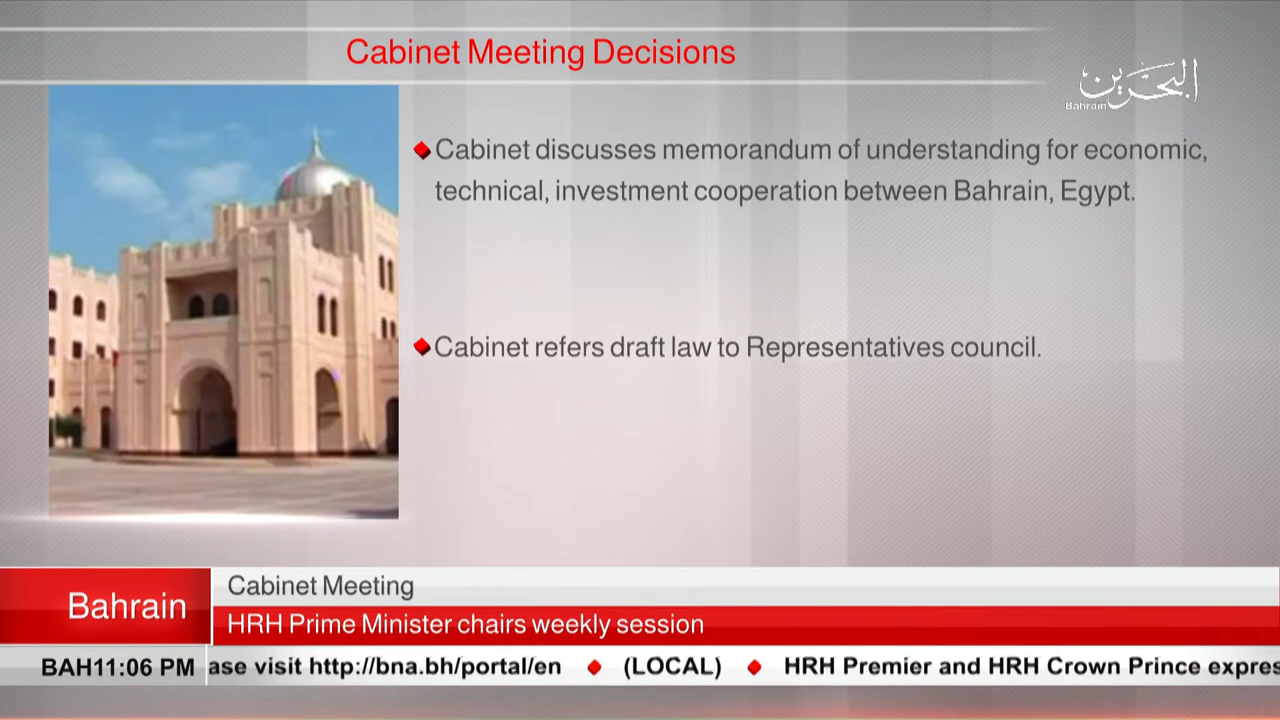 Cabinet Meeting Decisions
البحرين
Bahrain
Cabinet discusses memorandum of understanding for economic,
technical, investment cooperation between Bahrain, Egypt.
Cabinet refers draft law to Representatives council.
Bahrain
Cabinet Meeting
HRH Prime Minister chairs weekly session
BAH11:06 PM ase visit http://bna.bh/portal/en (LOCAL) HRH Premier and HRH Crown Prince expres